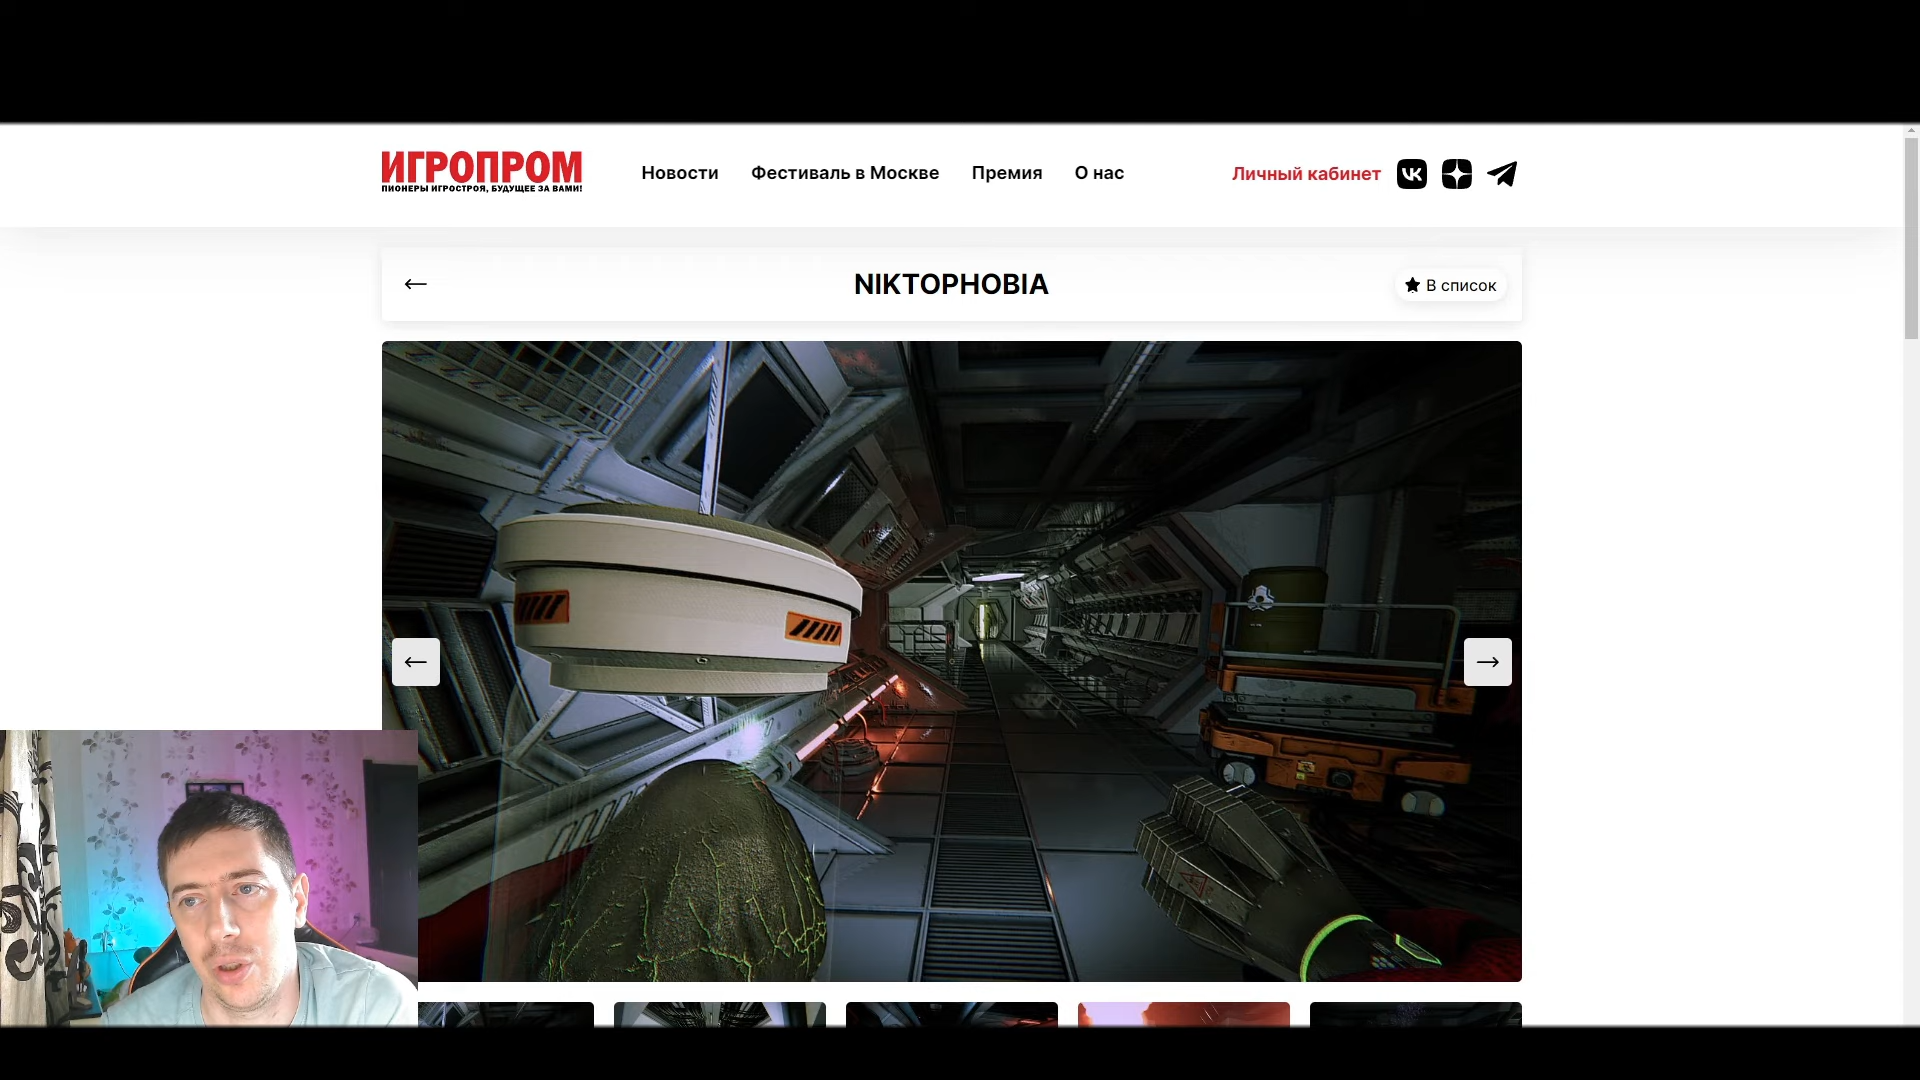 ИГРОПРОМ
ПИОНЕРЫ ИГРОСТРОЯ, БУДУЩЕЕ ЗА ВАМИ!
Новости Фестиваль в Москве Премия О нас Личный кабинет
NIKTOPHOBIA
В список